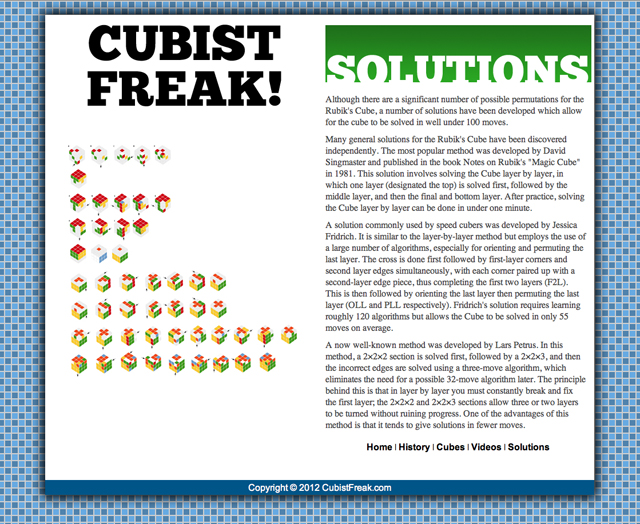 CUBIST
FREAK!
SOLUTIONS
Although there are a significant number of possible permutations for the
Rubik's Cube, a number of solutions have been developed which allow
for the cube to be solved in well under 100 moves.
Many general solutions for the Rubik's Cube have been discovered
independently. The most popular method was developed by David
Singmaster and published in the book Notes on Rubik's "Magic Cube"
in 1981. This solution involves solving the Cube layer by layer, in
which one layer (designated the top) is solved first, followed by the
middle layer, and then the final and bottom layer. After practice, solving
the Cube layer by layer can be done in under one minute.
A solution commonly used by speed cubers was developed by Jessica
Fridrich. It is similar to the layer-by-layer method but employs the use of
a large number of algorithms, especially for orienting and permuting the
last layer. The cross is done first followed by first-layer corners and
second layer edges simultaneously, with each corner paired up with a
second-layer edge piece, thus completing the first two layers (F2L).
This is then followed by orienting the last layer then permuting the last
layer (OLL and PLL respectively). Fridrich's solution requires learning
roughly 120 algorithms but allows the Cube to be solved in only 55
moves on average.
A now well-known method was developed by Lars Petrus. In this
method, a 2×2×2 section is solved first, followed by a 2×2×3, and then
the incorrect edges are solved using a three-move algorithm, which
eliminates the need for a possible 32-move algorithm later. The principle
behind this is that in layer by layer you must constantly break and fix
the first layer; the 2×2×2 and 2×2×3 sections allow three or two layers
to be turned without ruining progress. One of the advantages of this
method is that it tends to give solutions in fewer moves.
Home | History | Cubes | Videos | Solutions
Copyright © 2012 CubistFreak.com